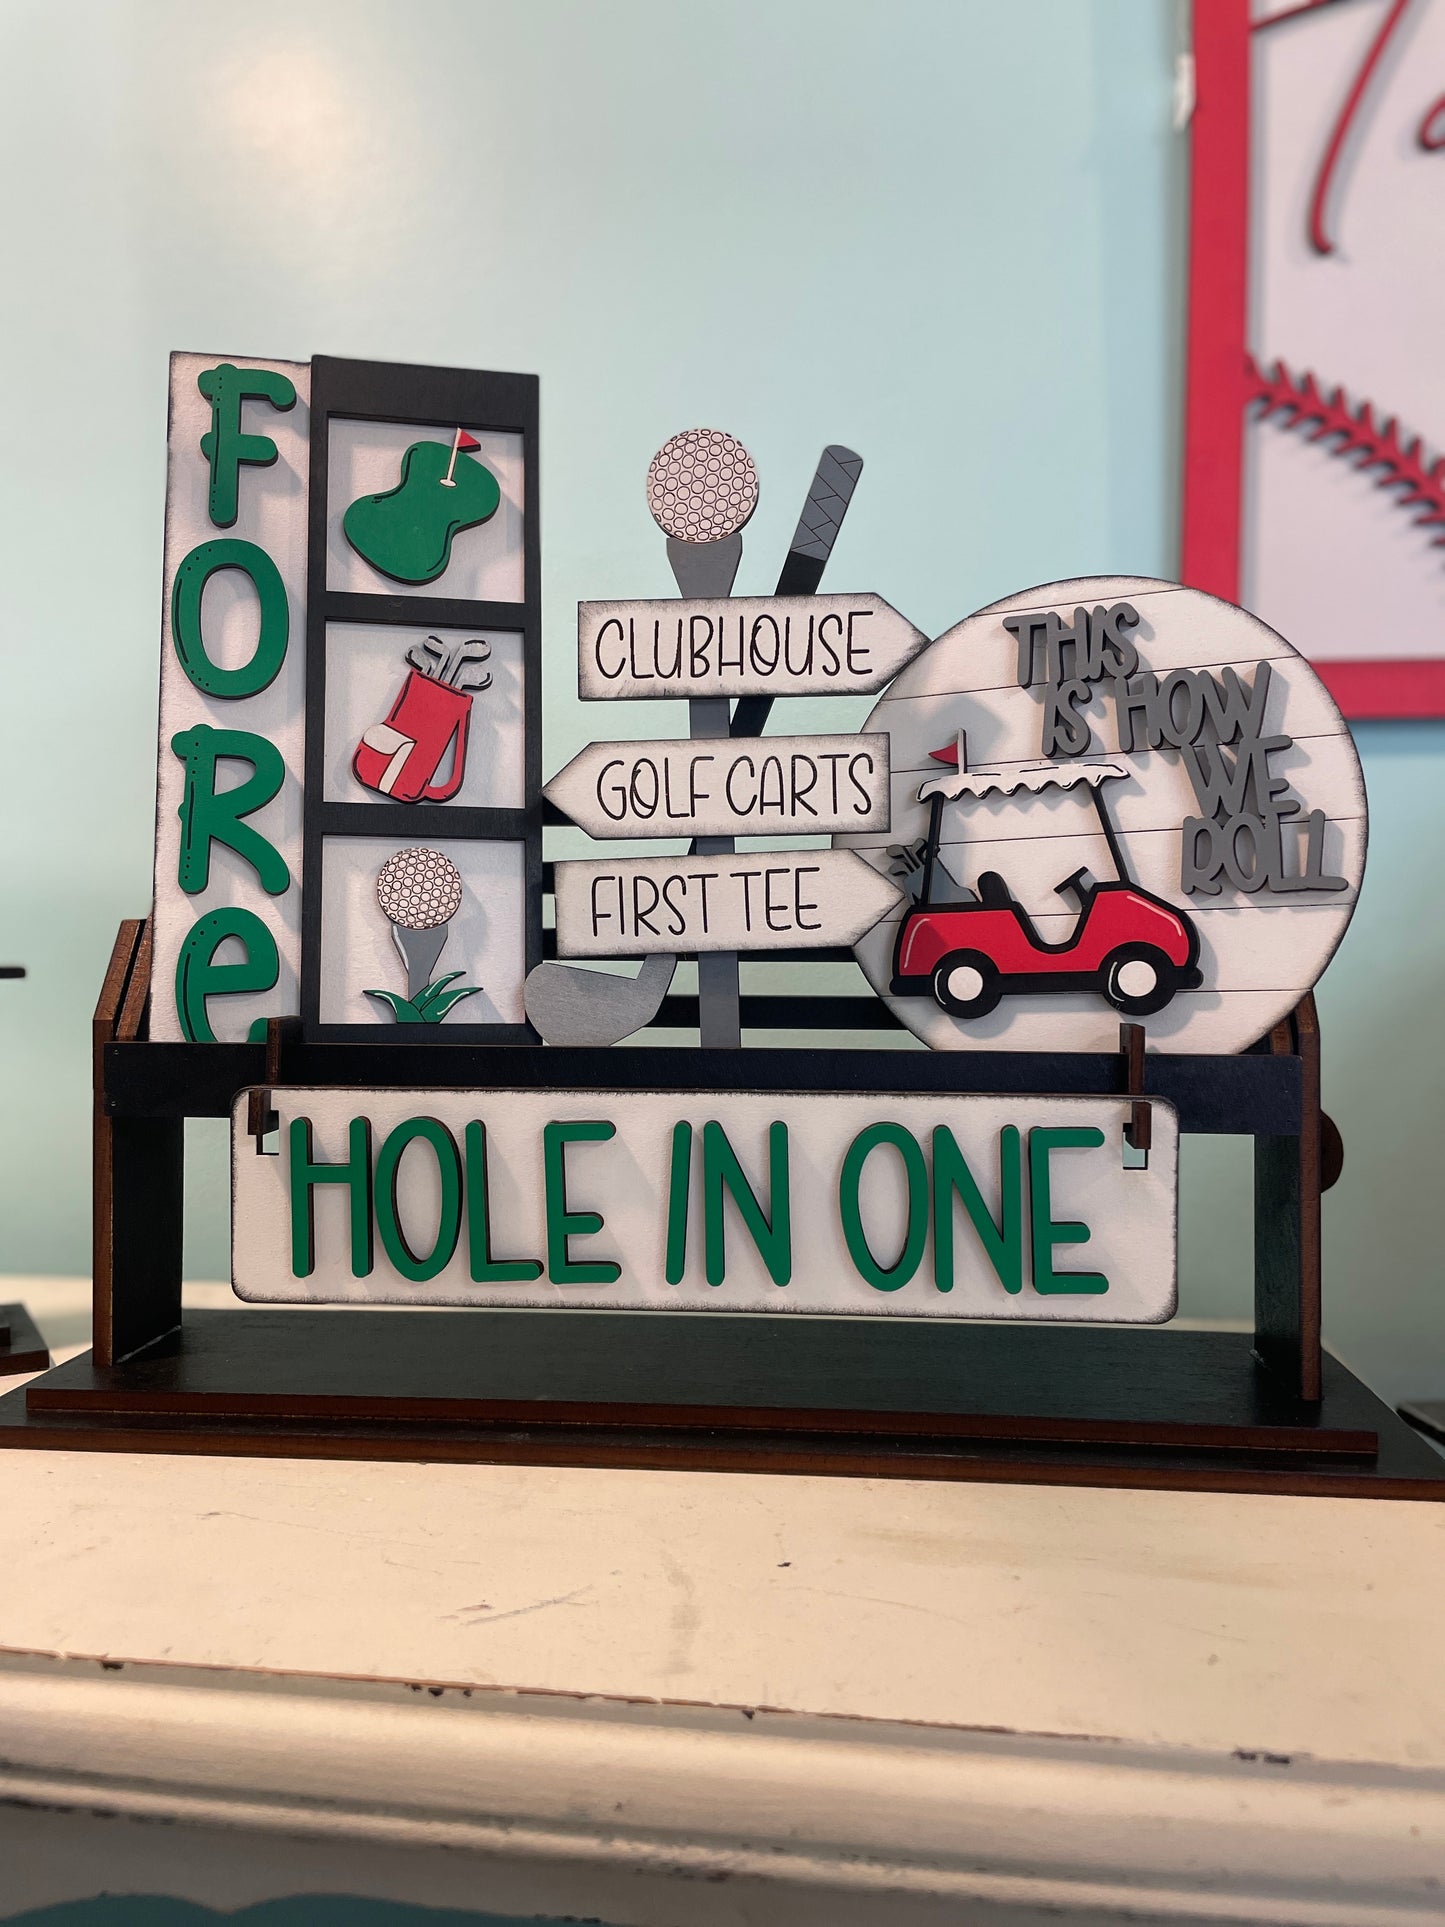 FORe
CLUBHOUSE
GOLF CARTS
FIRST TEE
THIS
IS HOW
WE
ROLL
HOLE IN ONE